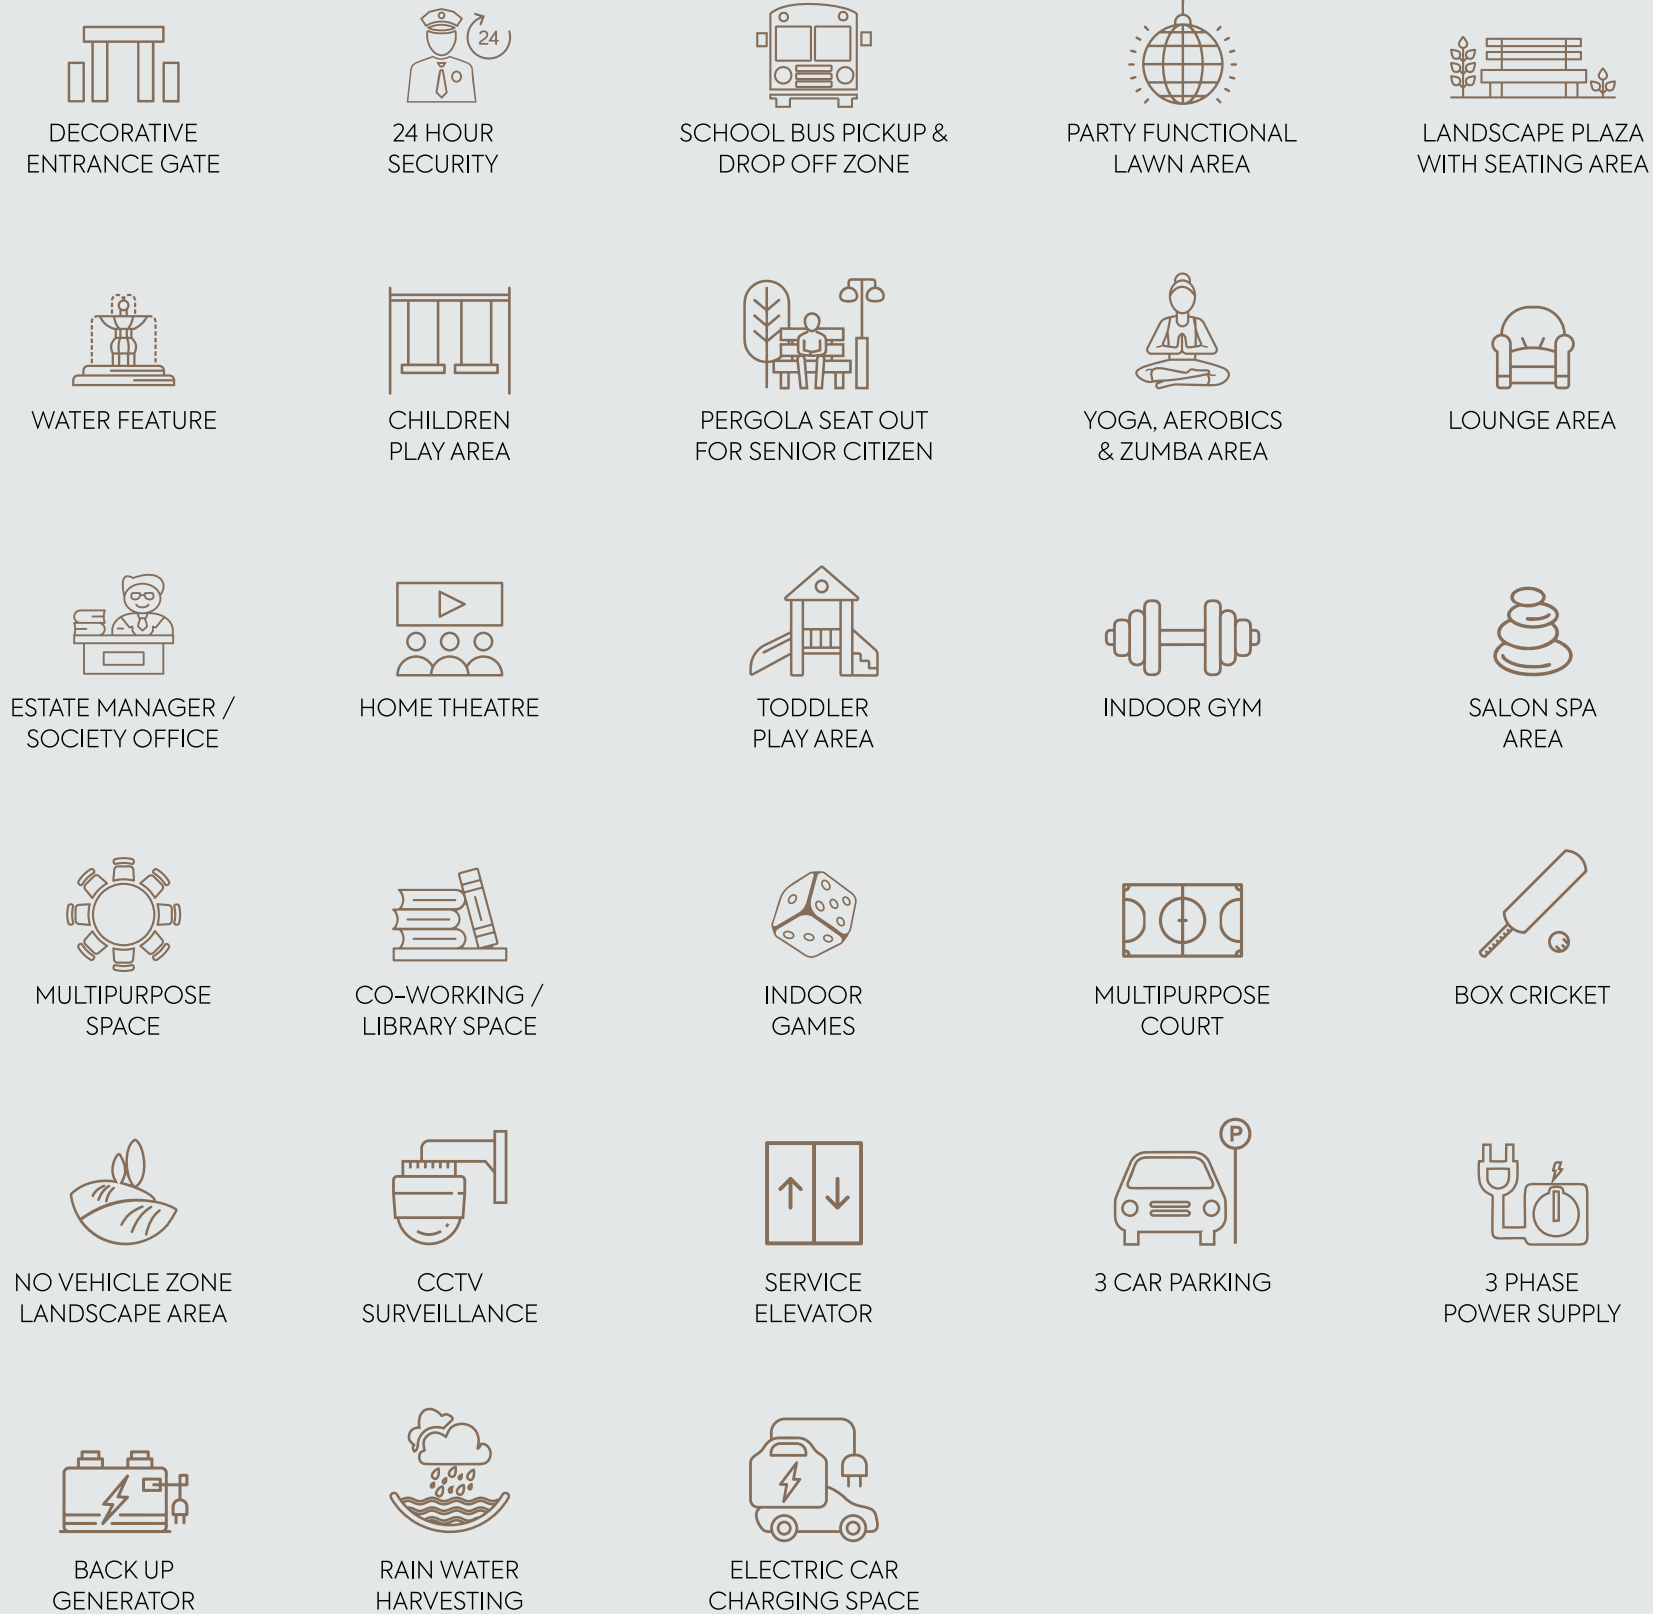 24
DECORATIVE
ENTRANCE GATE
24 HOUR
SECURITY
SCHOOL BUS PICKUP &
DROP OFF ZONE
PARTY FUNCTIONAL
LAWN AREA
LANDSCAPE PLAZA
WITH SEATING AREA
WATER FEATURE
CHILDREN
PLAY AREA
PERGOLA SEAT OUT
FOR SENIOR CITIZEN
YOGA, AEROBICS
& ZUMBA AREA
LOUNGE AREA
ESTATE MANAGER /
SOCIETY OFFICE
HOME THEATRE
TODDLER
PLAY AREA
INDOOR GYM
SALON SPA
AREA
MULTIPURPOSE
SPACE
CO-WORKING /
LIBRARY SPACE
INDOOR
GAMES
MULTIPURPOSE
COURT
BOX CRICKET
P
NO VEHICLE ZONE
LANDSCAPE AREA
CCTV
SURVEILLANCE
SERVICE
ELEVATOR
3 CAR PARKING
3 PHASE
POWER SUPPLY
BACK UP
GENERATOR
RAIN WATER
HARVESTING
ELECTRIC CAR
CHARGING SPACE